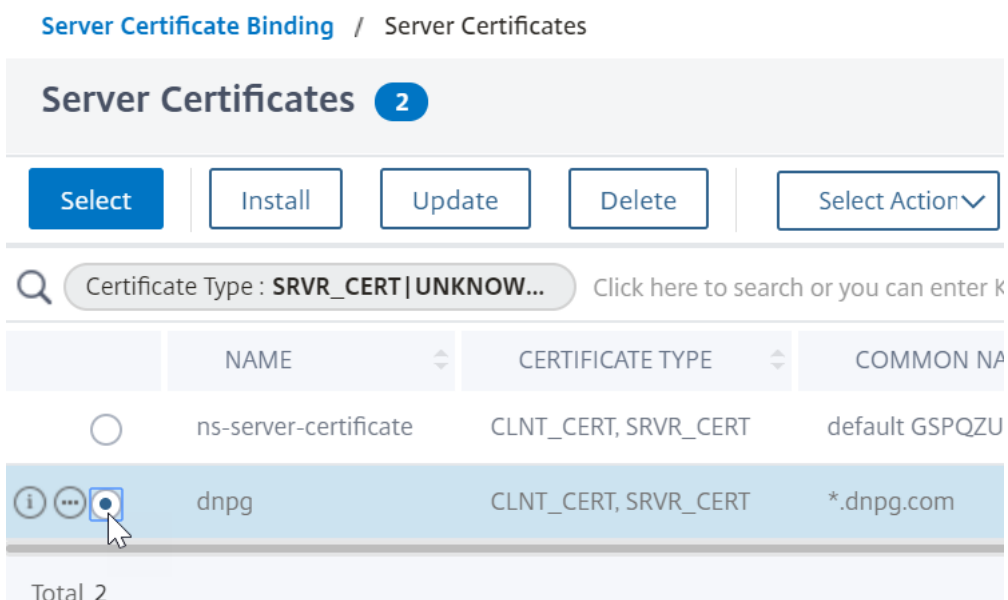 Server Certificate Binding / Server Certificates
Server Certificates 2
Select Install Update Delete Select Action
Certificate Type : SRVR_CERT|UNKNOW... Click here to search or you can enter K
NAME CERTIFICATE TYPE COMMON NA
ns-server-certificate CLNT_CERT, SRVR_CERT default GSPQZU
dnpg CLNT_CERT, SRVR_CERT *.dnpg.com
Total 2